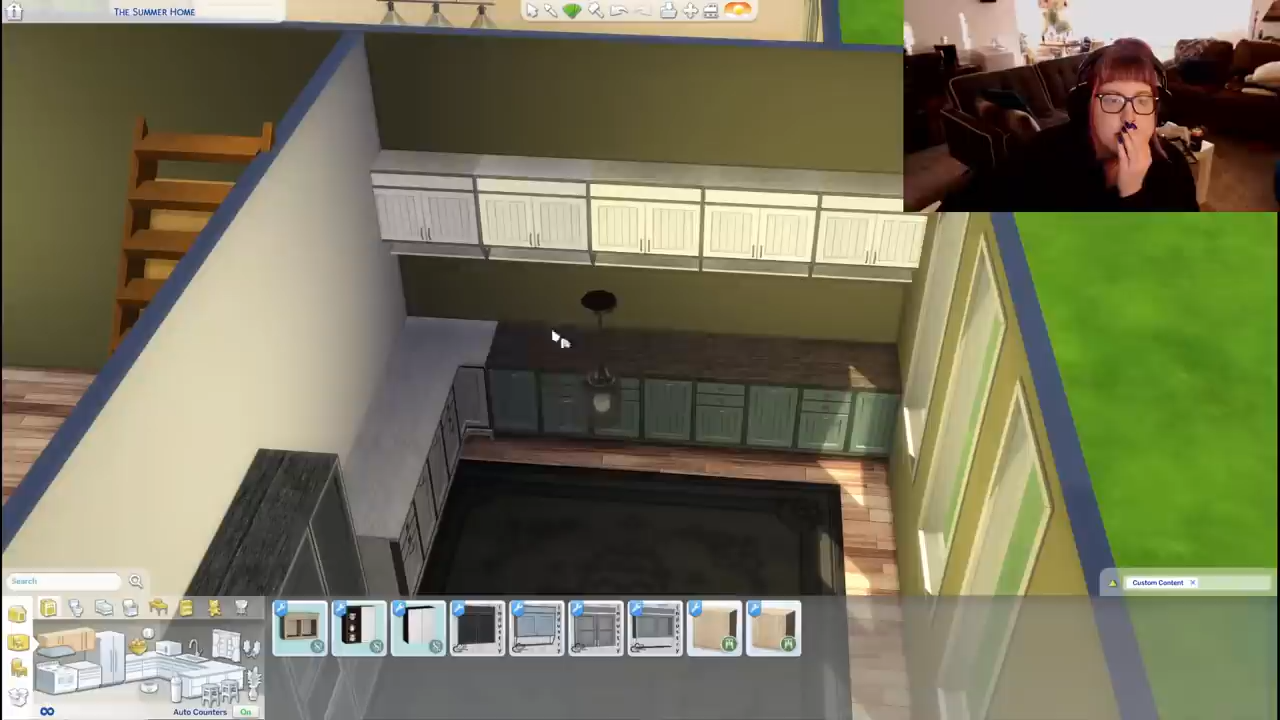 THE SUMMER HOME
Search
Custom Content
Auto Counters
On